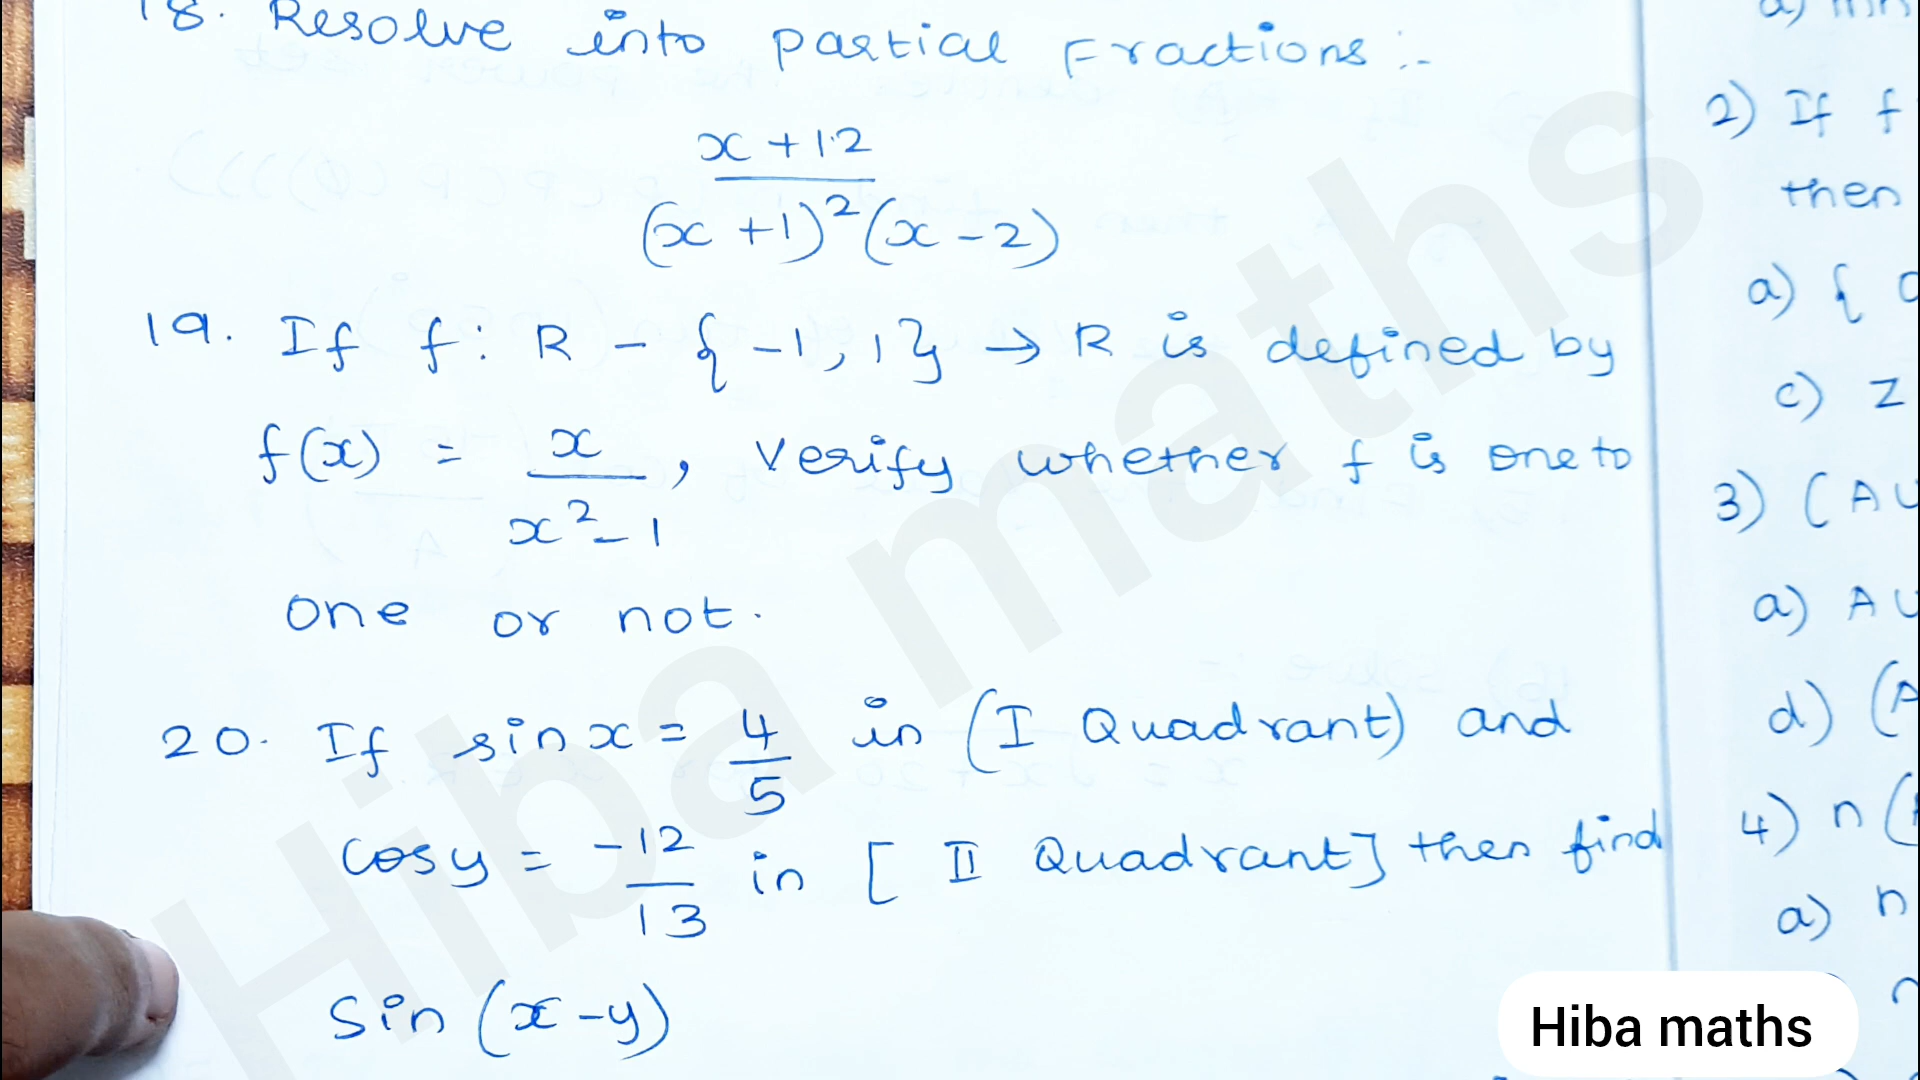 18. Resolve into partial Fractions :-
x + 12
(x + 1)²(x - 2)
19. If f : R - {-1, 1} → R is defined by
f(x) = x / x² - 1, Verify whether f is one to
one or not.
20. If sin x = 4/5 in (I Quadrant) and
cos y = -12/13 in [ II Quadrant] then find
Sin (x - y)
2) If f
then
a) {
c) Z
3) (A U
a) A U
d) (A
4) n (
a) n
Hiba maths
Hiba maths